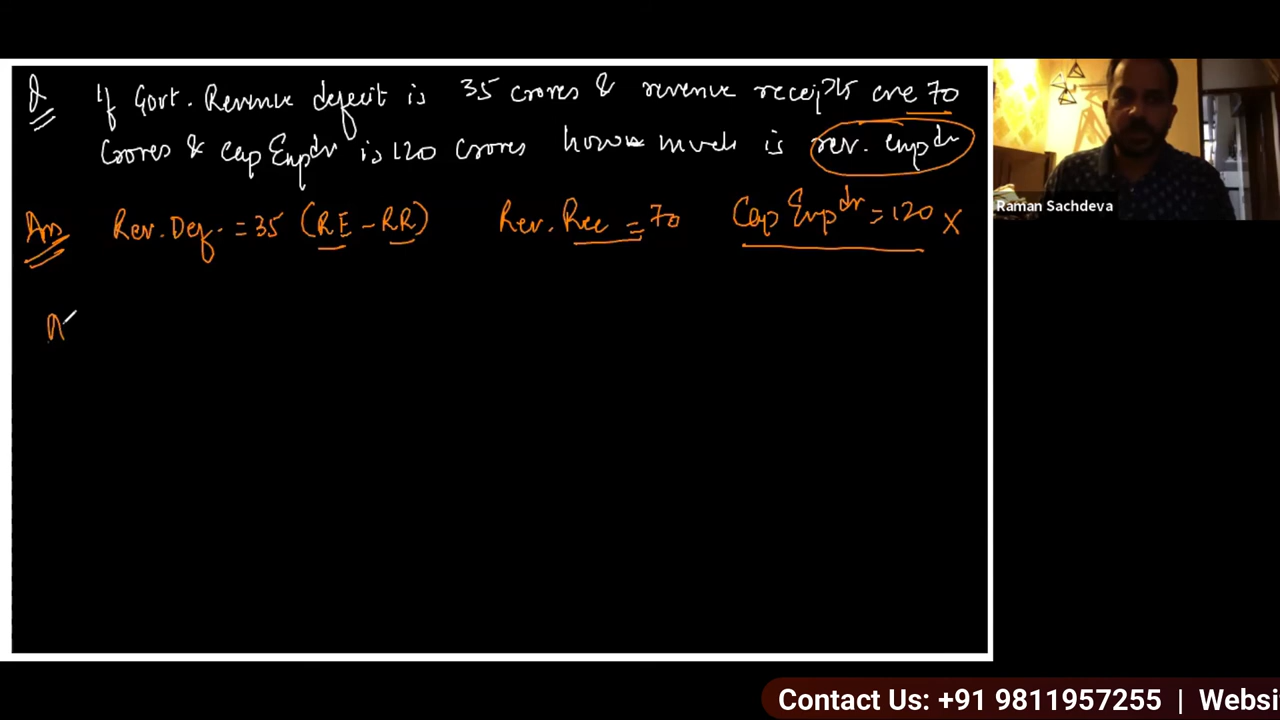 Q If Govt. Revenue deficit is 35 crores & revenue receipts are 70
Crores & Cap Expdr is 120 Crores how much is rev. expdr
Ans Rev. Def. = 35 (RE - RR) Rev. Rec = 70 Cap Expdr = 120 X
R
Raman Sachdeva
Contact Us: +91 9811957255 | Websi